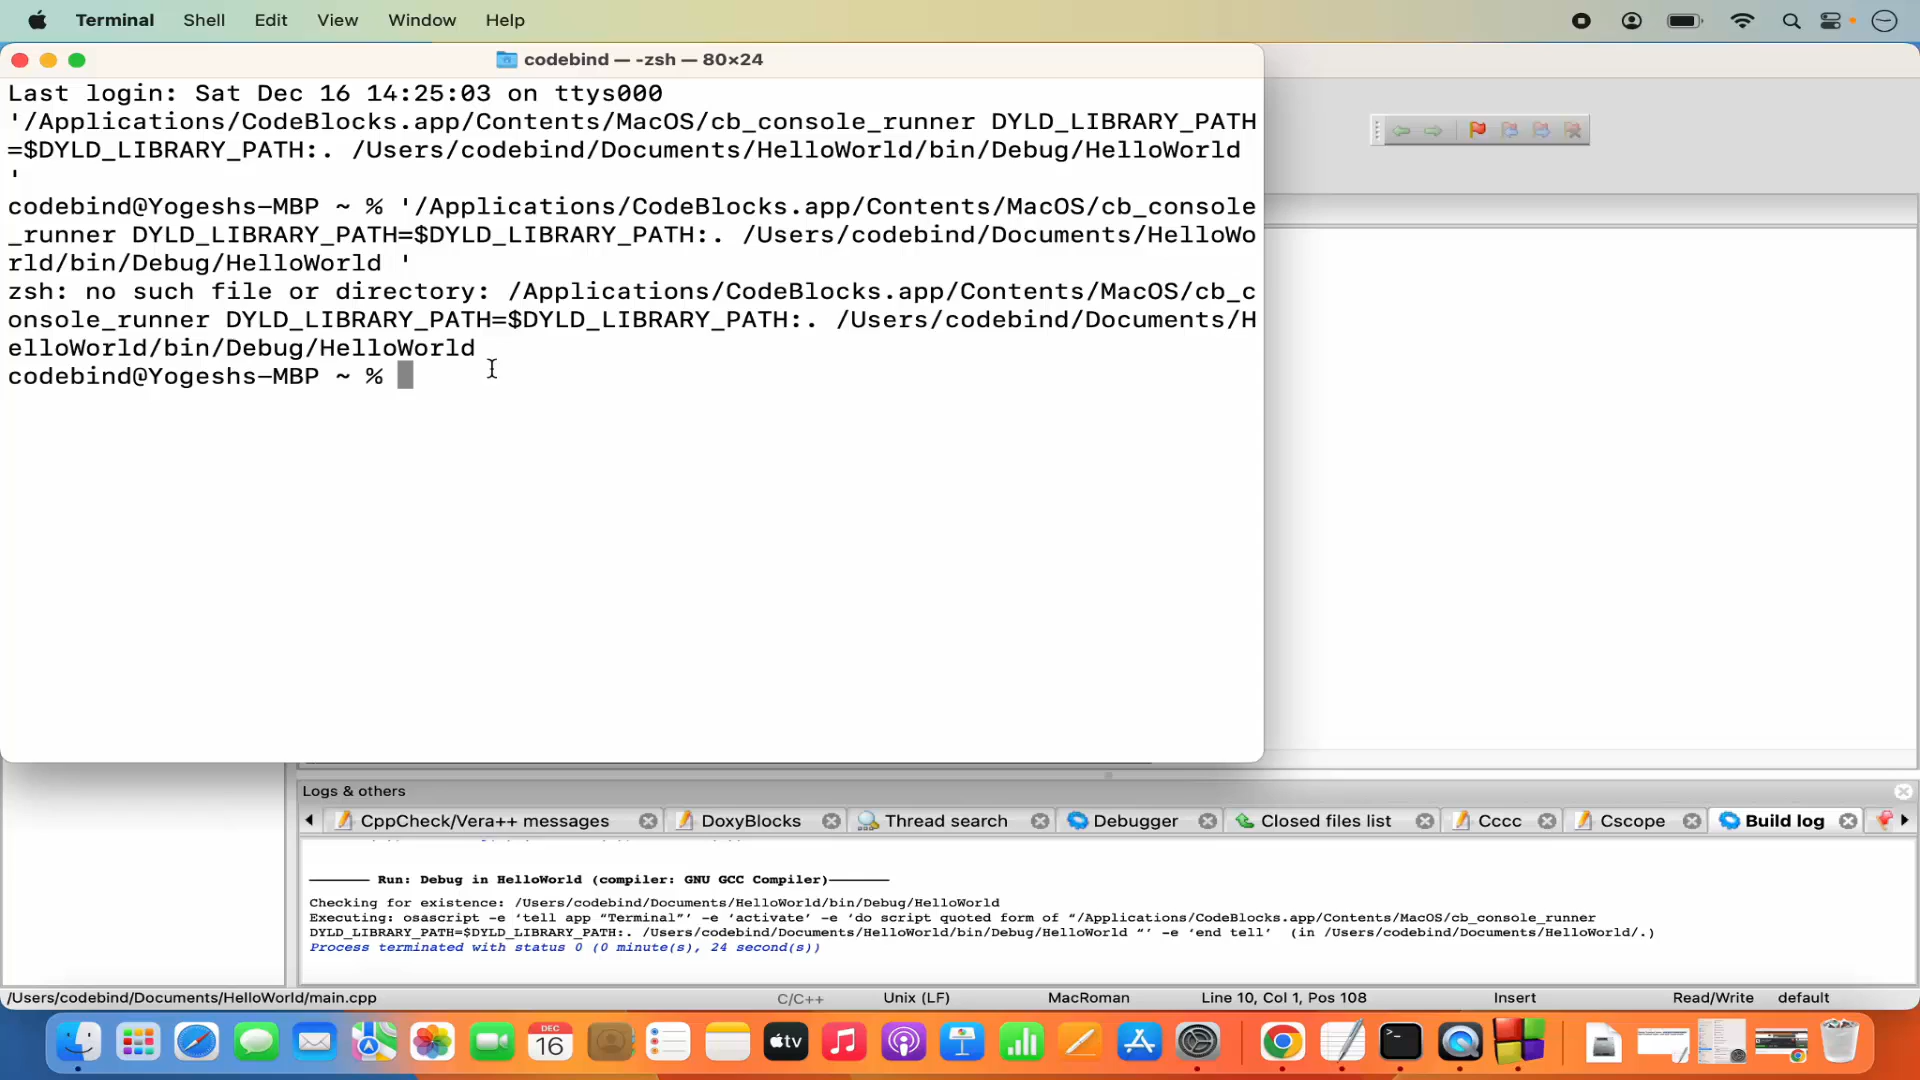 Terminal Shell Edit View Window Help
codebind — -zsh — 80×24
Last login: Sat Dec 16 14:25:03 on ttys000
'/Applications/CodeBlocks.app/Contents/MacOS/cb_console_runner DYLD_LIBRARY_PATH
=$DYLD_LIBRARY_PATH:. /Users/codebind/Documents/HelloWorld/bin/Debug/HelloWorld
'
codebind@Yogeshs-MBP ~ % '/Applications/CodeBlocks.app/Contents/MacOS/cb_console
_runner DYLD_LIBRARY_PATH=$DYLD_LIBRARY_PATH:. /Users/codebind/Documents/HelloWo
rld/bin/Debug/HelloWorld '
zsh: no such file or directory: /Applications/CodeBlocks.app/Contents/MacOS/cb_c
onsole_runner DYLD_LIBRARY_PATH=$DYLD_LIBRARY_PATH:. /Users/codebind/Documents/H
elloWorld/bin/Debug/HelloWorld
codebind@Yogeshs-MBP ~ %
Logs & others
CppCheck/Vera++ messages DoxyBlocks Thread search Debugger Closed files list Cccc Cscope Build log
Run: Debug in HelloWorld (compiler: GNU GCC Compiler)
Checking for existence: /Users/codebind/Documents/HelloWorld/bin/Debug/HelloWorld
Executing: osascript -e ‘tell app “Terminal”’ -e ‘activate’ -e ‘do script quoted form of “/Applications/CodeBlocks.app/Contents/MacOS/cb_console_runner
DYLD_LIBRARY_PATH=$DYLD_LIBRARY_PATH:. /Users/codebind/Documents/HelloWorld/bin/Debug/HelloWorld “’ -e ‘end tell’  (in /Users/codebind/Documents/HelloWorld/.)
Process terminated with status 0 (0 minute(s), 24 second(s))
/Users/codebind/Documents/HelloWorld/main.cpp C/C++ Unix (LF) MacRoman Line 10, Col 1, Pos 108 Insert Read/Write default
DEC
16
tv